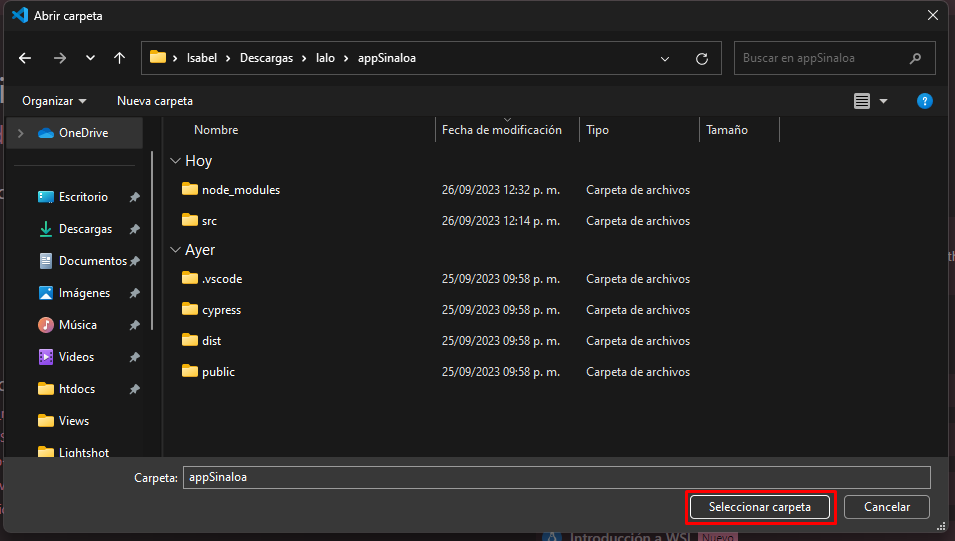 Abrir carpeta
Isabel > Descargas > lalo > appSinaloa
Buscar en appSinaloa
Organizar
Nueva carpeta
?
OneDrive
Escritorio
Descargas
Documentos
Imágenes
Música
Videos
htdocs
Views
Lightshot
Nombre Fecha de modificación Tipo Tamaño
Hoy
node_modules 26/09/2023 12:32 p. m. Carpeta de archivos
src 26/09/2023 12:14 p. m. Carpeta de archivos
Ayer
.vscode 25/09/2023 09:58 p. m. Carpeta de archivos
cypress 25/09/2023 09:58 p. m. Carpeta de archivos
dist 25/09/2023 09:58 p. m. Carpeta de archivos
public 25/09/2023 09:58 p. m. Carpeta de archivos
Carpeta: appSinaloa
Seleccionar carpeta
Cancelar
Introducción a WSL Nuevo